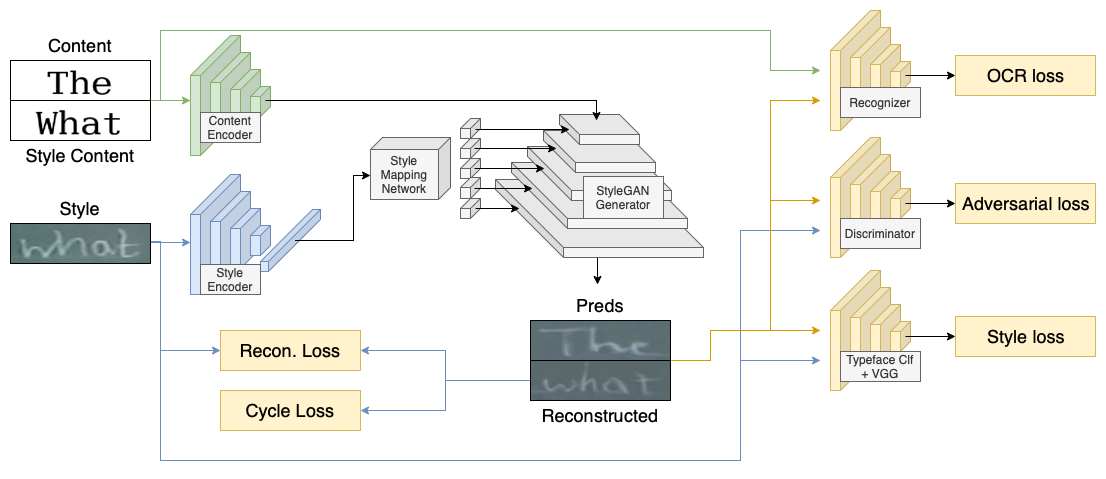 Content
The
What
Style Content
Style
what
Content
Encoder
Style
Encoder
Style
Mapping
Network
StyleGAN
Generator
Preds
The
what
Reconstructed
Recon. Loss
Cycle Loss
Recognizer
OCR loss
Discriminator
Adversarial loss
Typeface Clf
+ VGG
Style loss